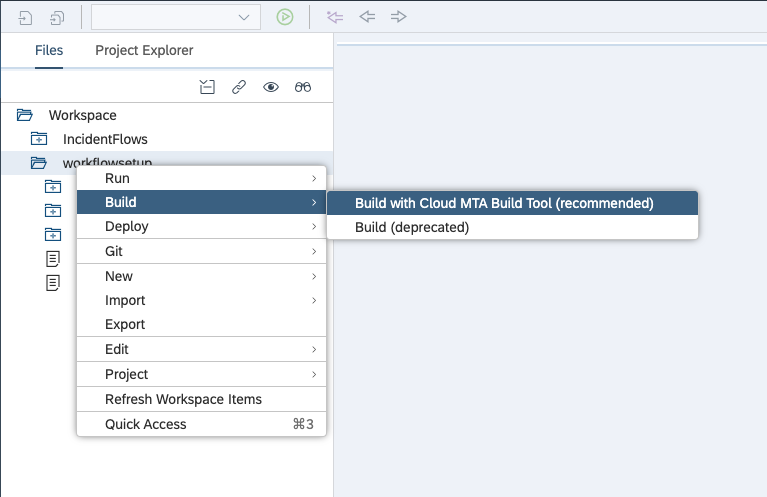 Files Project Explorer
Workspace
IncidentFlows
workflowsetup
Run
Build
Build with Cloud MTA Build Tool (recommended)
Deploy
Build (deprecated)
Git
New
Import
Export
Edit
Project
Refresh Workspace Items
Quick Access ⌘3